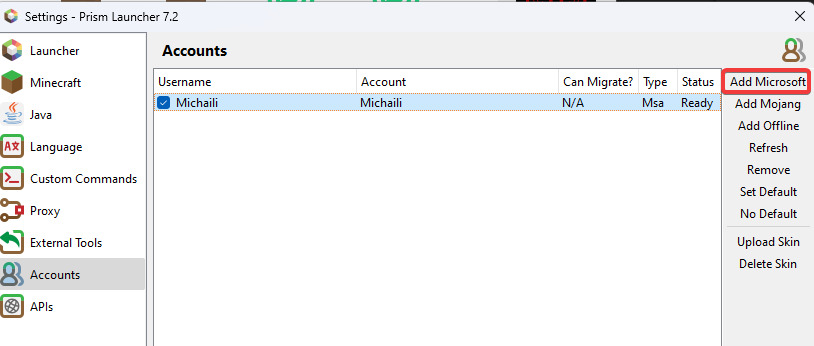 Settings - Prism Launcher 7.2
Launcher
Minecraft
Java
Language
Custom Commands
Proxy
External Tools
Accounts
APIs
Accounts
Username Account Can Migrate? Type Status
Michaili Michaili N/A Msa Ready
Add Microsoft
Add Mojang
Add Offline
Refresh
Remove
Set Default
No Default
Upload Skin
Delete Skin